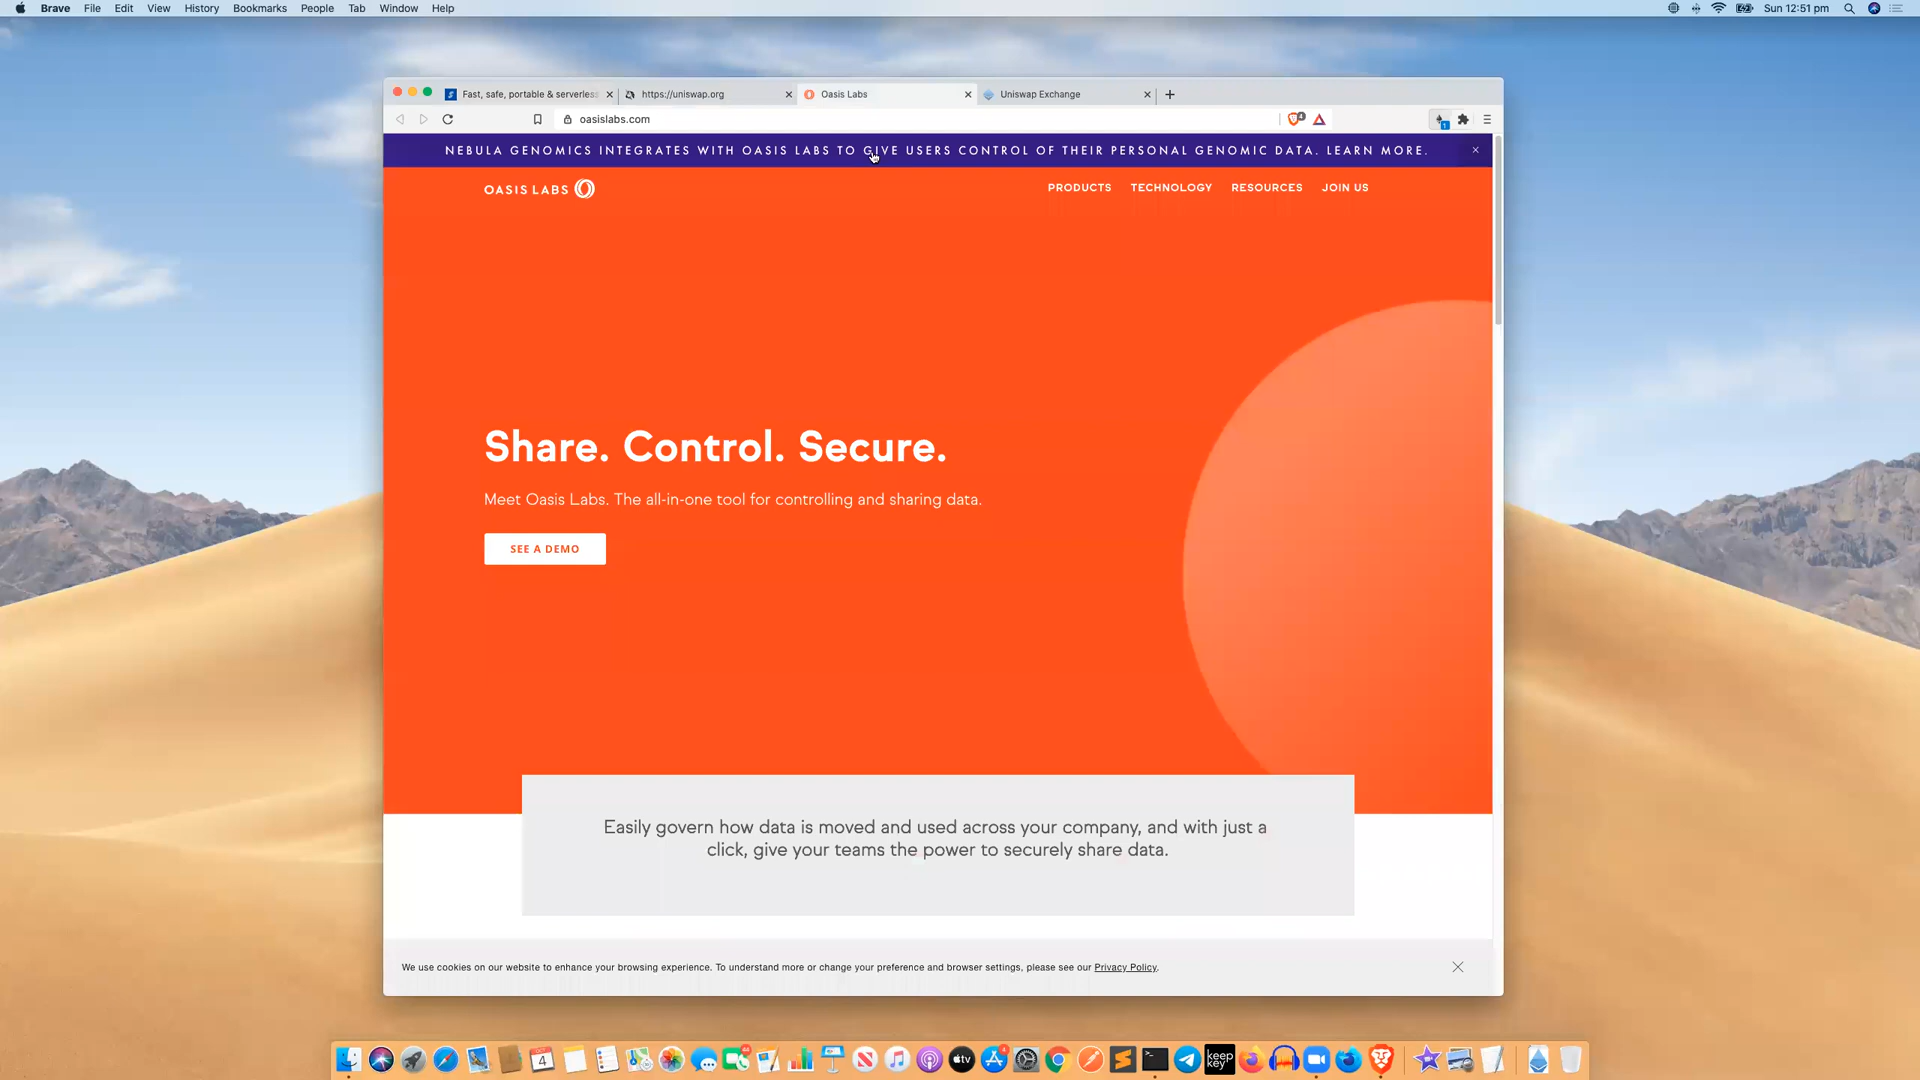 Brave File Edit View History Bookmarks People Tab Window Help
Sun 12:51 pm
Fast, safe, portable & serverless
https://uniswap.org
Oasis Labs
Uniswap Exchange
oasislabs.com
4
1
NEBULA GENOMICS INTEGRATES WITH OASIS LABS TO GIVE USERS CONTROL OF THEIR PERSONAL GENOMIC DATA. LEARN MORE.
OASIS LABS
PRODUCTS TECHNOLOGY RESOURCES JOIN US
Share. Control. Secure.
Meet Oasis Labs. The all-in-one tool for controlling and sharing data.
SEE A DEMO
Easily govern how data is moved and used across your company, and with just a
click, give your teams the power to securely share data.
We use cookies on our website to enhance your browsing experience. To understand more or change your preference and browser settings, please see our Privacy Policy.
4
tv
keep
key